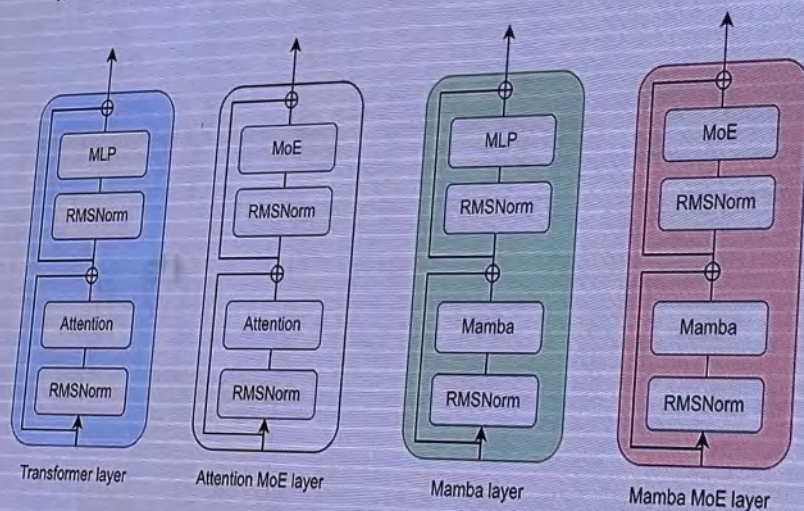 MLP
RMSNorm
Attention
RMSNorm
Transformer layer
MoE
RMSNorm
Attention
RMSNorm
Attention MoE layer
MLP
RMSNorm
Mamba
RMSNorm
Mamba layer
MoE
RMSNorm
Mamba
RMSNorm
Mamba MoE layer